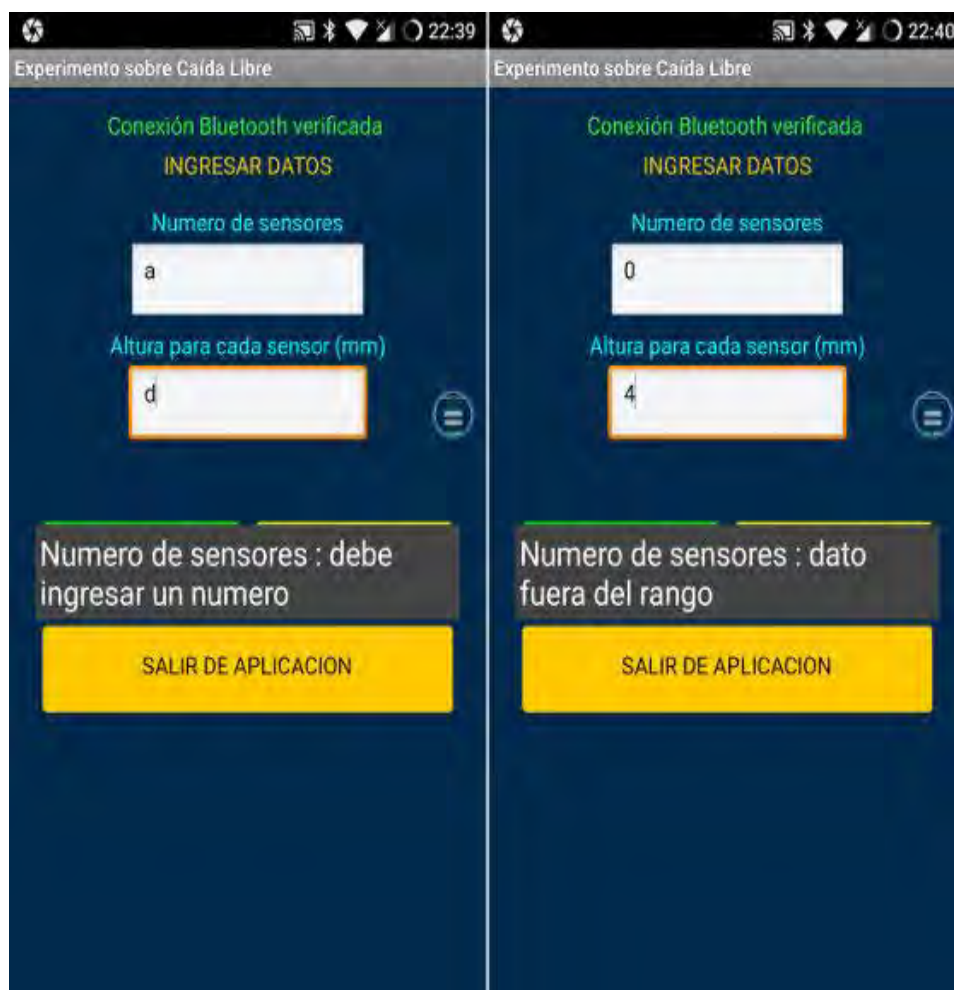 22:39
Experimento sobre Caída Libre
Conexión Bluetooth verificada
INGRESAR DATOS
Numero de sensores
a
Altura para cada sensor (mm)
d
Numero de sensores : debe
ingresar un numero
SALIR DE APLICACION
22:40
Experimento sobre Caída Libre
Conexión Bluetooth verificada
INGRESAR DATOS
Numero de sensores
0
Altura para cada sensor (mm)
4
Numero de sensores : dato
fuera del rango
SALIR DE APLICACION